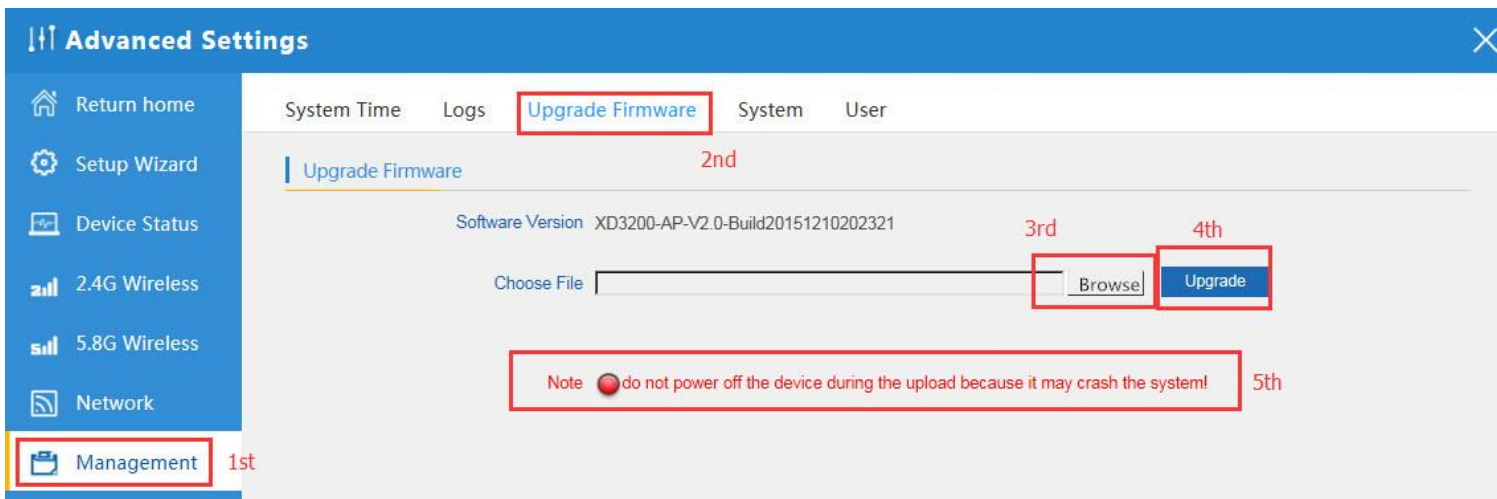 Advanced Settings
Return home
System Time Logs Upgrade Firmware System User
2nd
Setup Wizard
Upgrade Firmware
Device Status
Software Version XD3200-AP-V2.0-Build20151210202321
3rd 4th
2.4G Wireless
Choose File Browse Upgrade
5.8G Wireless
Note do not power off the device during the upload because it may crash the system! 5th
Network
Management 1st